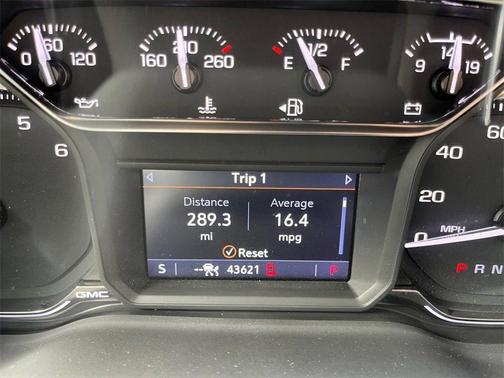 0 60 120
160 210 260
E 1/2 F
9 14 19
5
6
60
40
20
0
MPH
Trip 1
Distance Average
289.3 16.4
mi mpg
Reset
S 43621 P
P R N
GMC